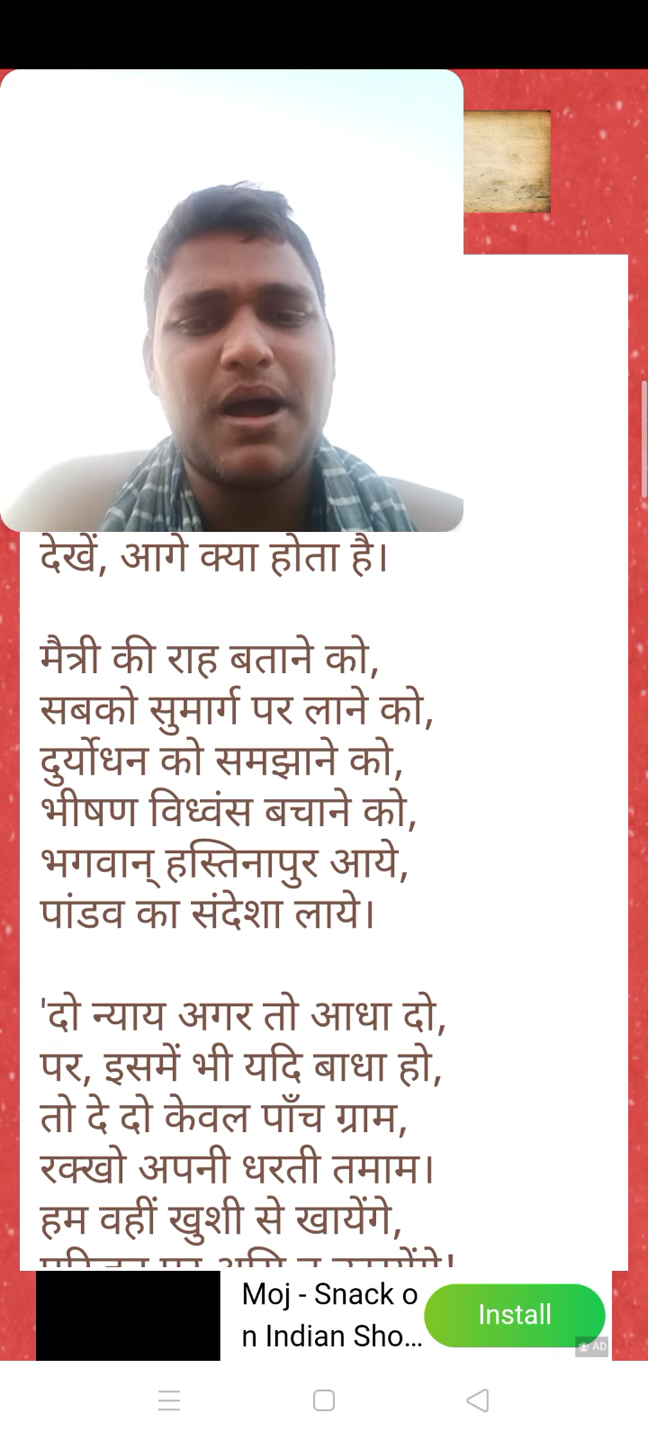 देखें, आगे क्या होता है।
मैत्री की राह बताने को,
सबको सुमार्ग पर लाने को,
दुर्योधन को समझाने को,
भीषण विध्वंस बचाने को,
भगवान् हस्तिनापुर आये,
पांडव का संदेशा लाये।
'दो न्याय अगर तो आधा दो,
पर, इसमें भी यदि बाधा हो,
तो दे दो केवल पाँच ग्राम,
रक्खो अपनी धरती तमाम।
हम वहीं खुशी से खायेंगे,
Moj - Snack o
n Indian Sho...
Install
AD